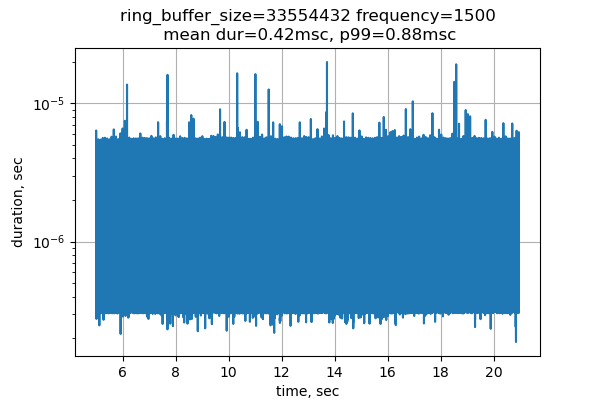 ring_buffer_size=33554432 frequency=1500
mean dur=0.42msc, p99=0.88msc
duration, sec
10⁻⁵
10⁻⁶
6 8 10 12 14 16 18 20
time, sec